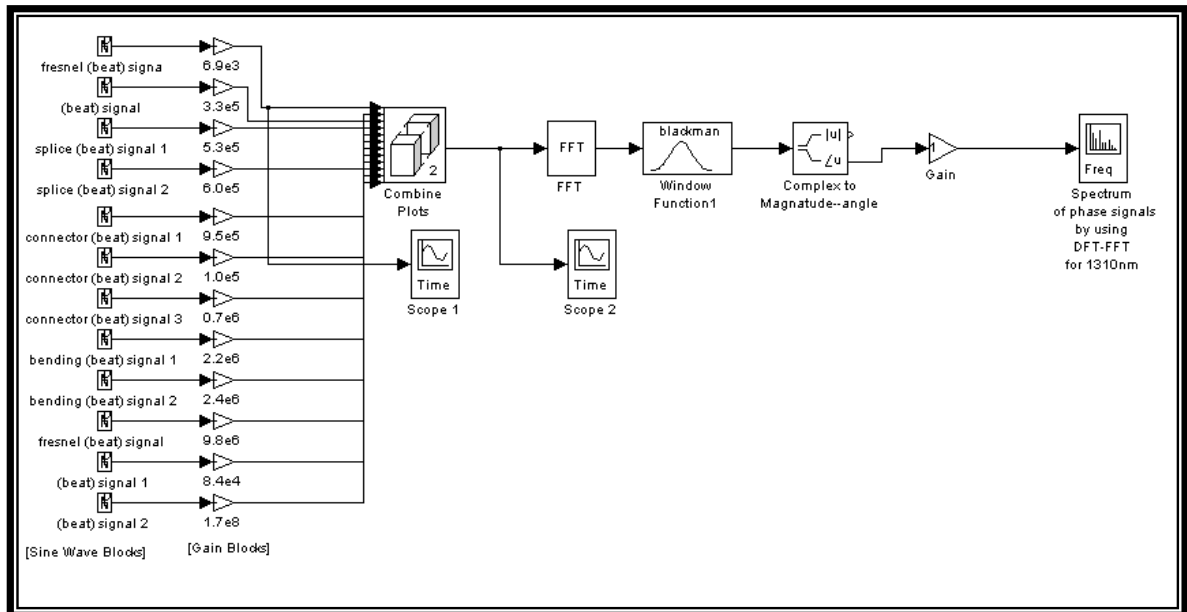 fresnel (beat) signa
6.9e3
(beat) signal
3.3e5
splice (beat) signal 1
5.3e5
splice (beat) signal 2
6.0e5
connector (beat) signal 1
9.5e5
connector (beat) signal 2
1.0e5
connector (beat) signal 3
0.7e6
bending (beat) signal 1
2.2e6
bending (beat) signal 2
2.4e6
fresnel (beat) signal
9.8e6
(beat) signal 1
8.4e4
(beat) signal 2
1.7e8
[Sine Wave Blocks]
[Gain Blocks]
2
Combine
Plots
Time
Scope 1
Time
Scope 2
FFT
FFT
blackman
Window
Function1
|u|
∠u
Complex to
Magnatude--angle
1
Gain
Freq
Spectrum
of phase signals
by using
DFT-FFT
for 1310nm